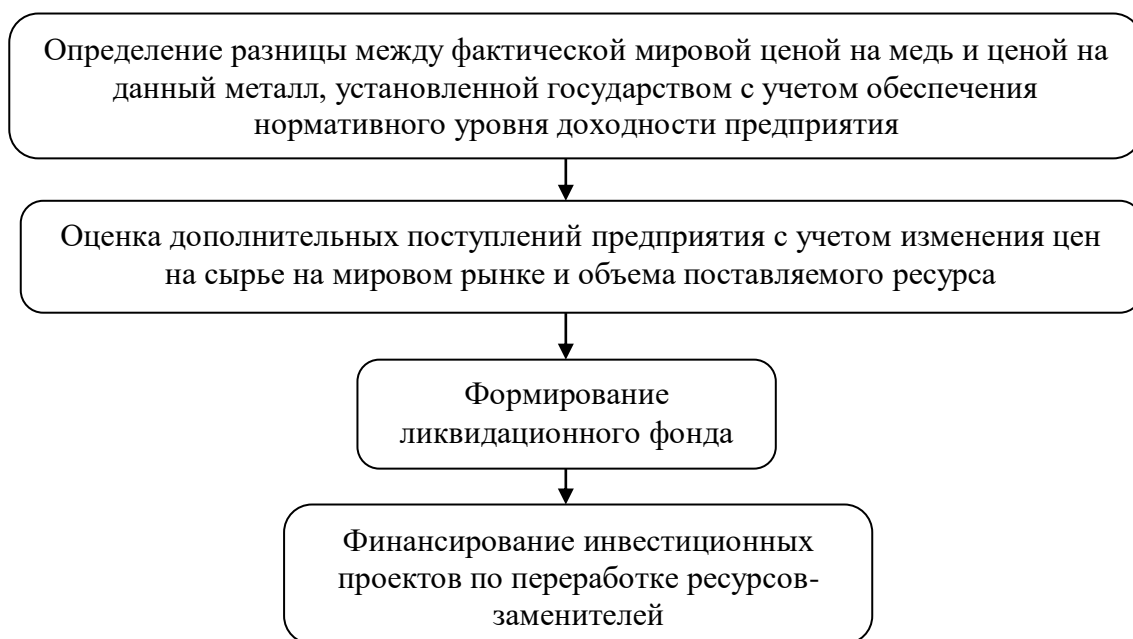 Определение разницы между фактической мировой ценой на медь и ценой на
данный металл, установленной государством с учетом обеспечения
нормативного уровня доходности предприятия
Оценка дополнительных поступлений предприятия с учетом изменения цен
на сырье на мировом рынке и объема поставляемого ресурса
Формирование
ликвидационного фонда
Финансирование инвестиционных
проектов по переработке ресурсов-
заменителей